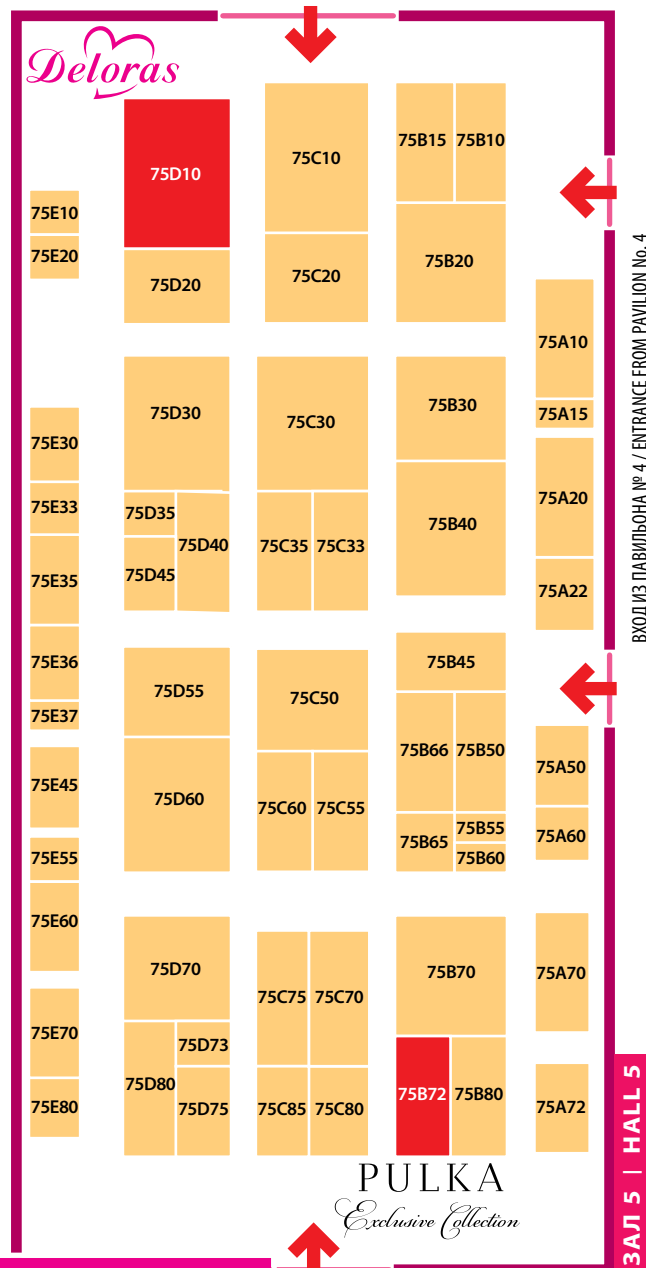 Deloras
75D10
75C10
75B15
75B10
75E10
75E20
75D20
75C20
75B20
75A10
75A15
75D30
75C30
75B30
75E30
75E33
75D35
75D40
75D45
75C35
75C33
75B40
75A20
75A22
75E35
75E36
75E37
75D55
75C50
75B45
75B66
75B50
75A50
75E45
75D60
75C60
75C55
75B65
75B55
75B60
75A60
75E55
75E60
75D70
75C75
75C70
75B70
75A70
75E70
75D73
75D80
75D75
75C85
75C80
75B72
75B80
75A72
75E80
PULKA
Exclusive Collection
ВХОД ИЗ ПАВИЛЬОНА № 4 / ENTRANCE FROM PAVILION No. 4
ЗАЛ 5 | HALL 5